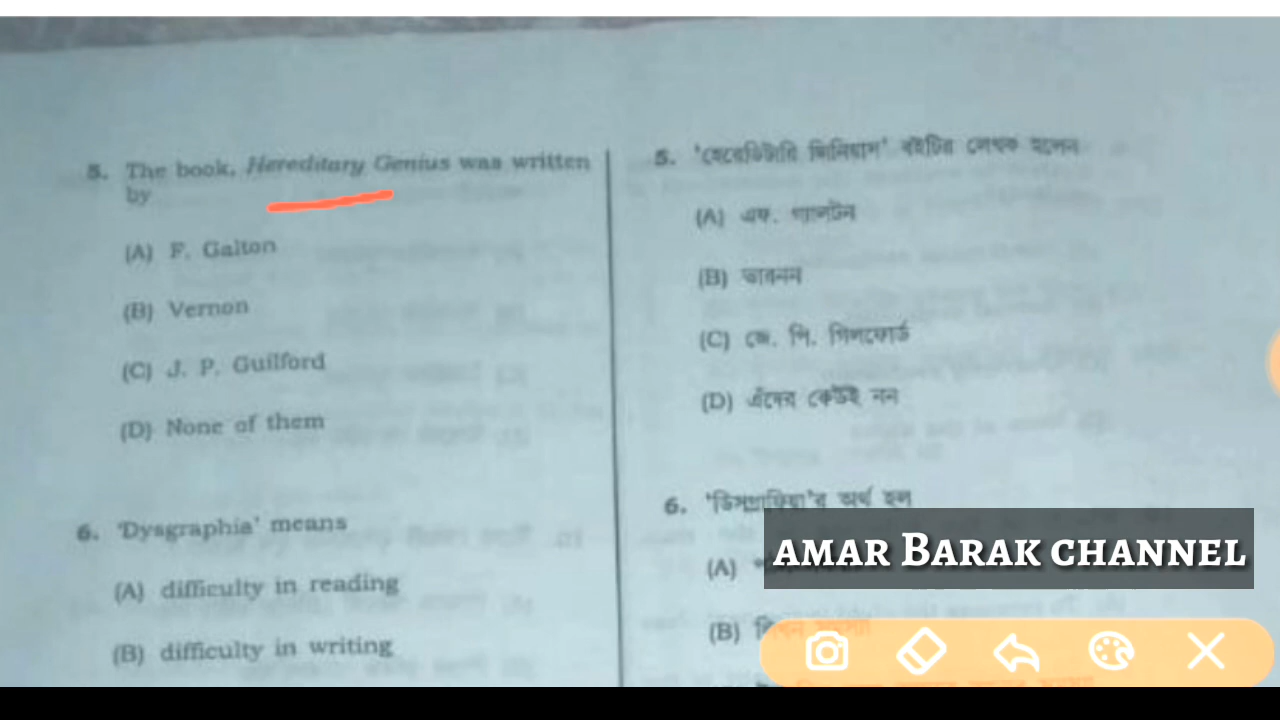 5. The book, Hereditary Genius was written
by
(A) F. Galton
(B) Vernon
(C) J. P. Guilford
(D) None of them
6. 'Dysgraphia' means
(A) difficulty in reading
(B) difficulty in writing
5. 'হেরেডিটারি জিনিয়াস' বইটির লেখক হলেন
(A) এফ. গ্যালটন
(B) ভারনন
(C) জে. পি. গিলফোর্ড
(D) এঁদের কেউই নন
6. 'ডিসগ্রাফিয়া'র অর্থ হল
(A)
(B)
AMAR BARAK CHANNEL